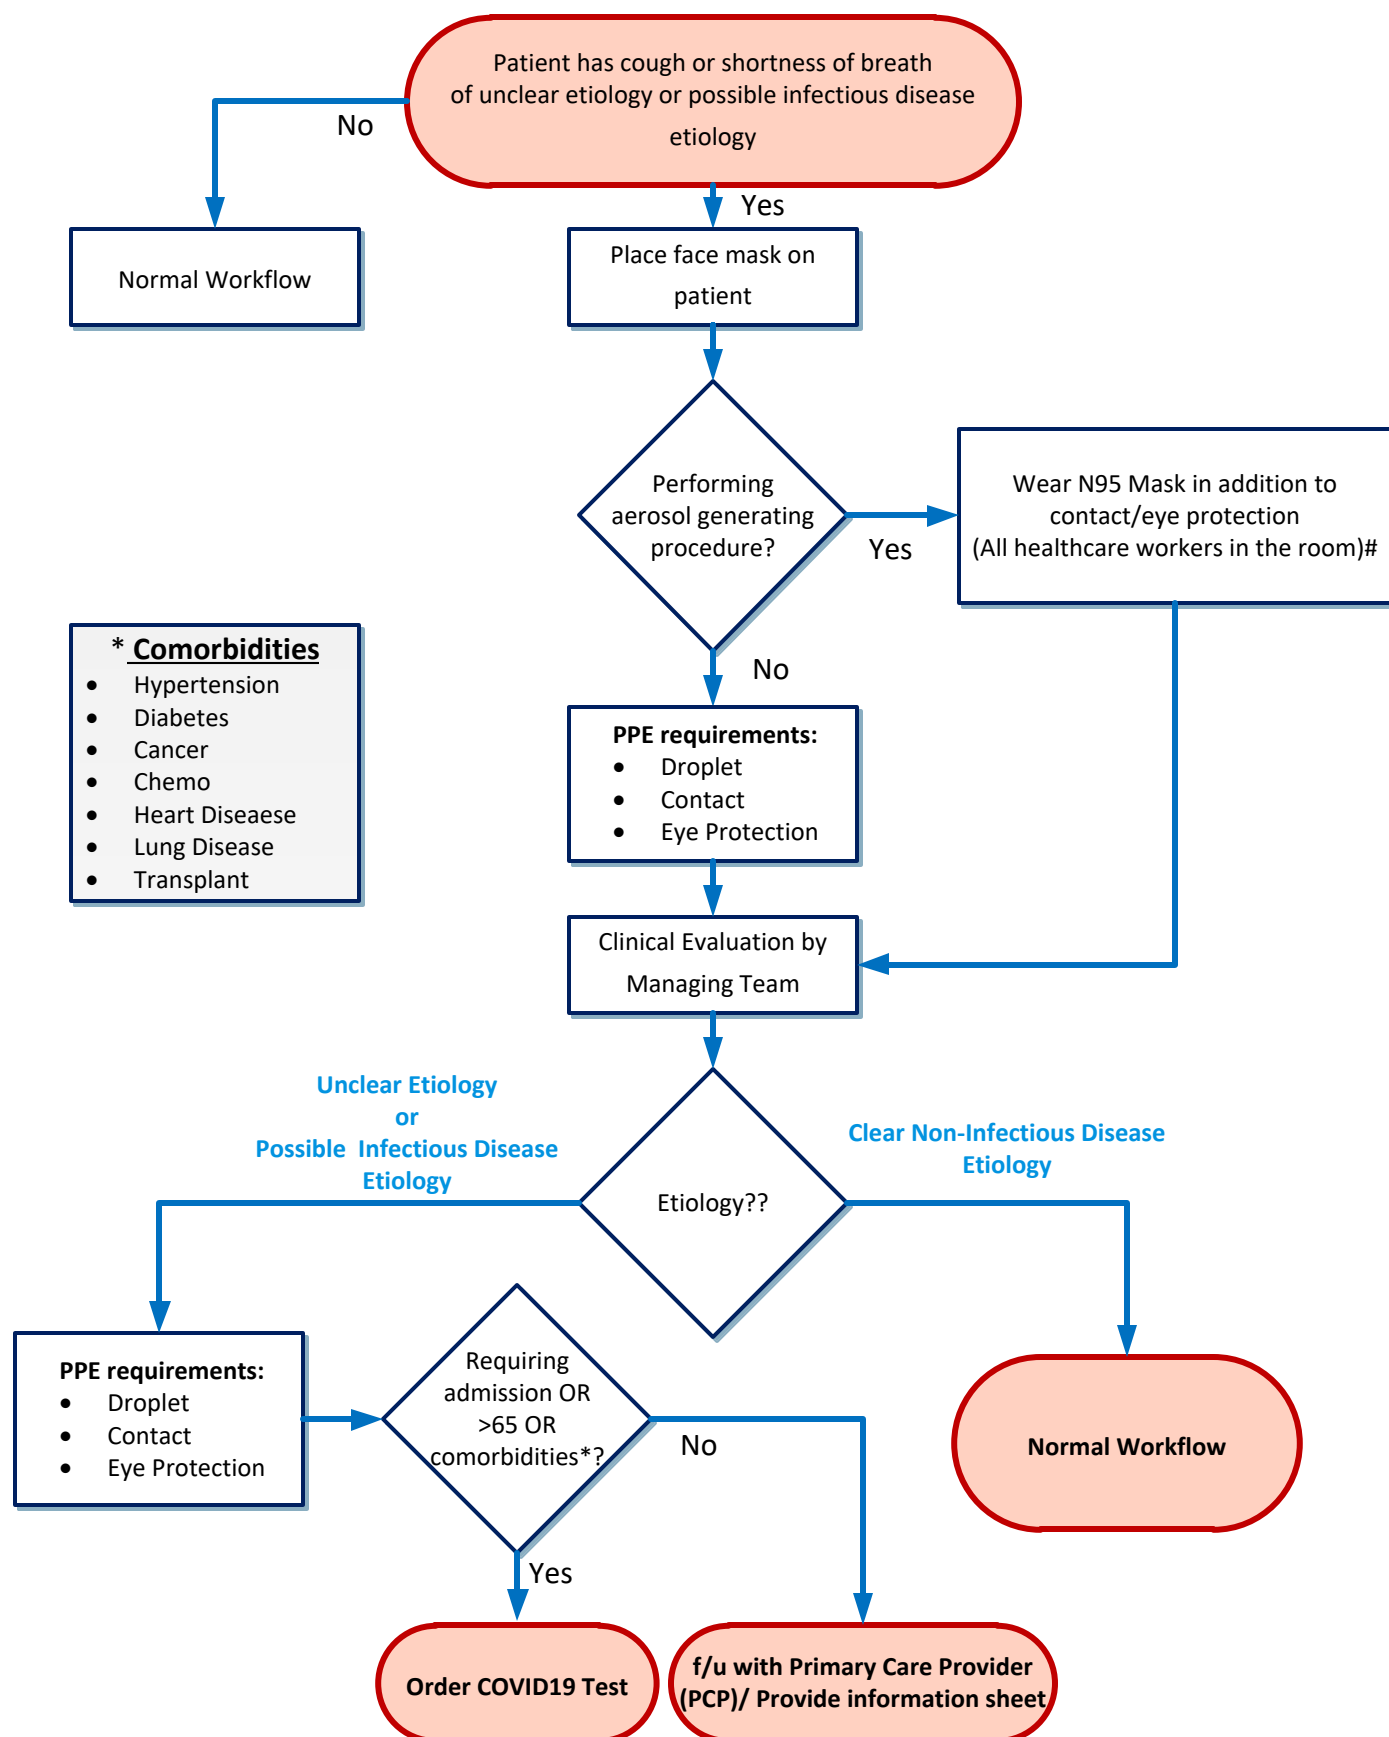 Patient has cough or shortness of breath
of unclear etiology or possible infectious disease
etiology
No
Yes
Normal Workflow
Place face mask on
patient
Performing
aerosol generating
procedure?
Yes
Wear N95 Mask in addition to
contact/eye protection
(All healthcare workers in the room)#
No
* Comorbidities
• Hypertension
• Diabetes
• Cancer
• Chemo
• Heart Diseaese
• Lung Disease
• Transplant
PPE requirements:
• Droplet
• Contact
• Eye Protection
Clinical Evaluation by
Managing Team
Unclear Etiology
or
Possible Infectious Disease
Etiology
Clear Non-Infectious Disease
Etiology
Etiology??
PPE requirements:
• Droplet
• Contact
• Eye Protection
Requiring
admission OR
>65 OR
comorbidities*?
No
Yes
Normal Workflow
Order COVID19 Test
f/u with Primary Care Provider
(PCP)/ Provide information sheet